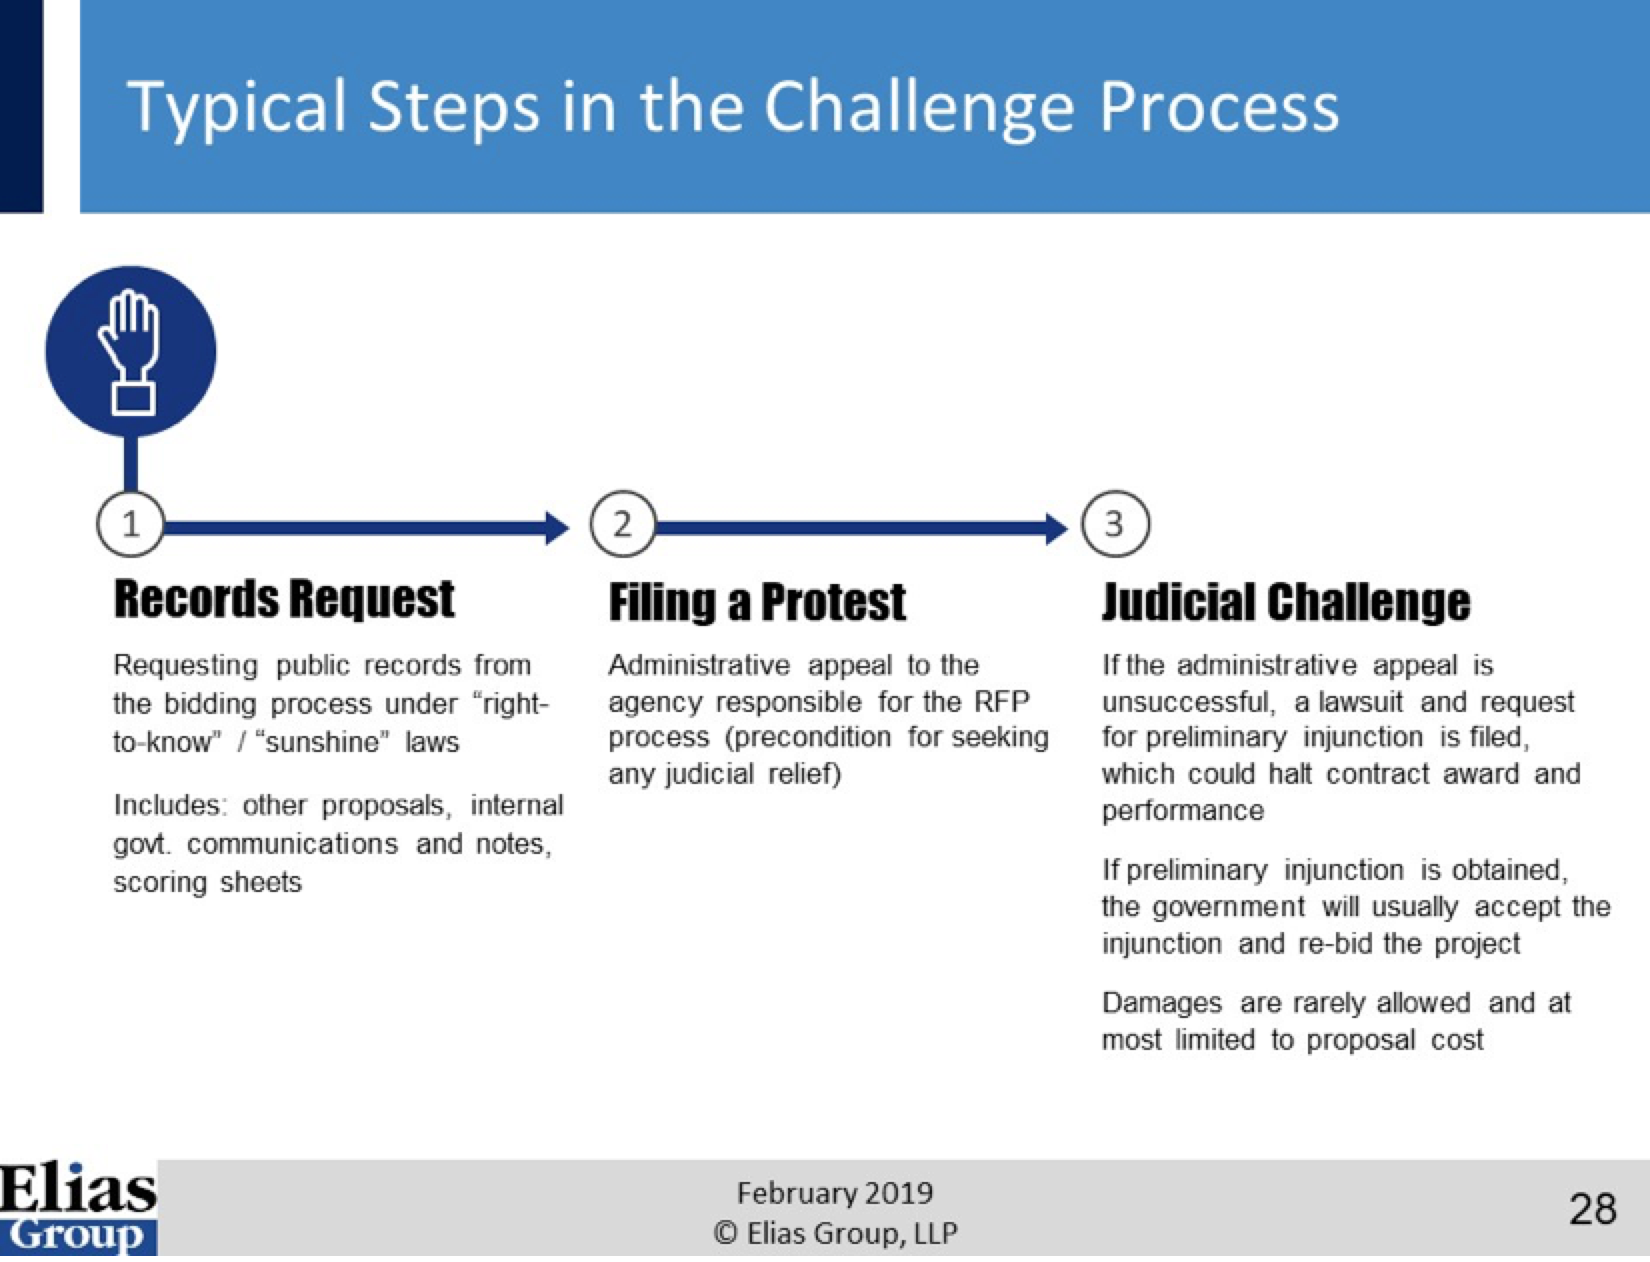 Typical Steps in the Challenge Process
1
2
3
Records Request
Requesting public records from
the bidding process under “right-
to-know” / “sunshine” laws
Includes: other proposals, internal
govt. communications and notes,
scoring sheets
Filing a Protest
Administrative appeal to the
agency responsible for the RFP
process (precondition for seeking
any judicial relief)
Judicial Challenge
If the administrative appeal is
unsuccessful, a lawsuit and request
for preliminary injunction is filed,
which could halt contract award and
performance
If preliminary injunction is obtained,
the government will usually accept the
injunction and re-bid the project
Damages are rarely allowed and at
most limited to proposal cost
Elias
Group
February 2019
© Elias Group, LLP
28